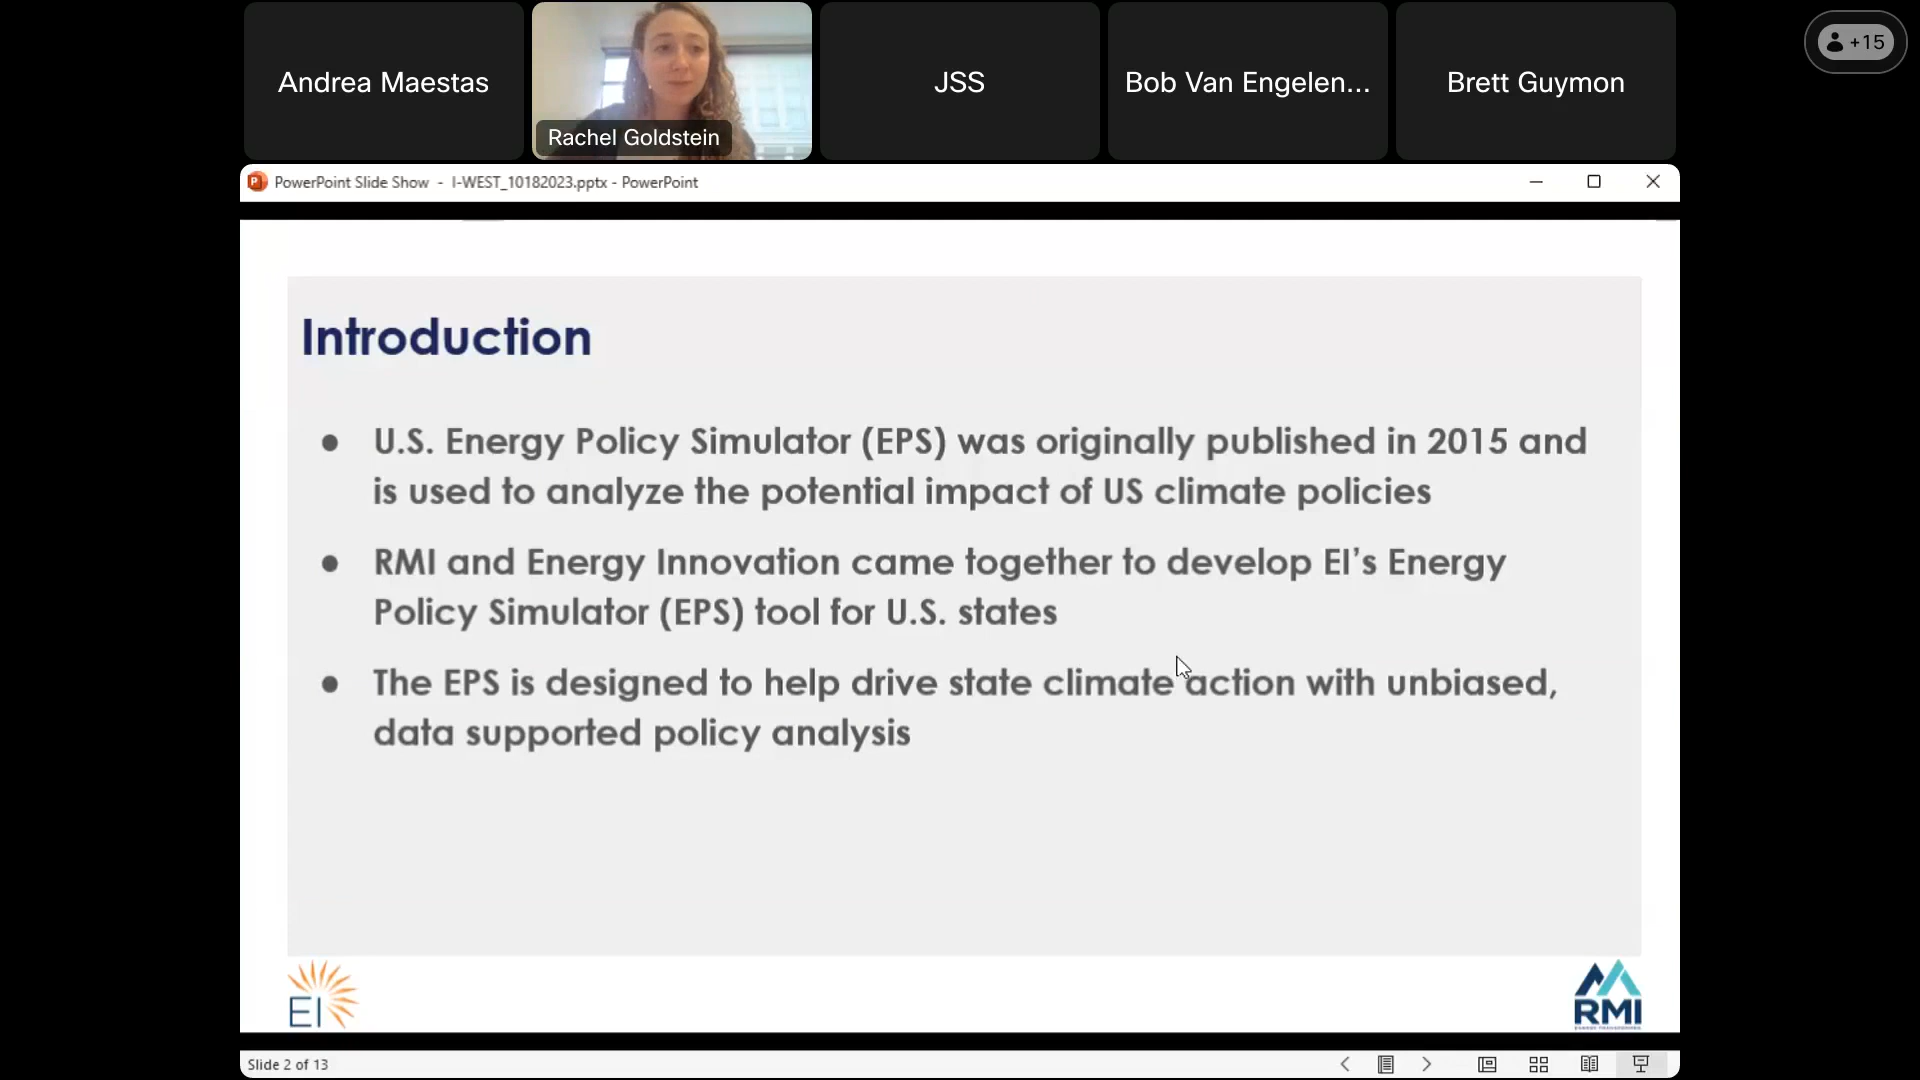 Andrea Maestas
Rachel Goldstein
JSS
Bob Van Engelen...
Brett Guymon
+15
PowerPoint Slide Show - I-WEST_10182023.pptx - PowerPoint
Introduction
● U.S. Energy Policy Simulator (EPS) was originally published in 2015 and
is used to analyze the potential impact of US climate policies
● RMI and Energy Innovation came together to develop EI’s Energy
Policy Simulator (EPS) tool for U.S. states
● The EPS is designed to help drive state climate action with unbiased,
data supported policy analysis
EI
RMI
Slide 2 of 13